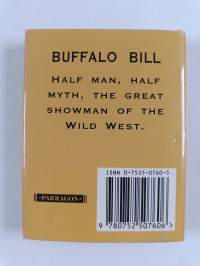 BUFFALO BILL
HALF MAN, HALF
MYTH, THE GREAT
SHOWMAN OF THE
WILD WEST.
ISBN 0-7525-0760-5
•PARRAGON•
9 780752 507606 >